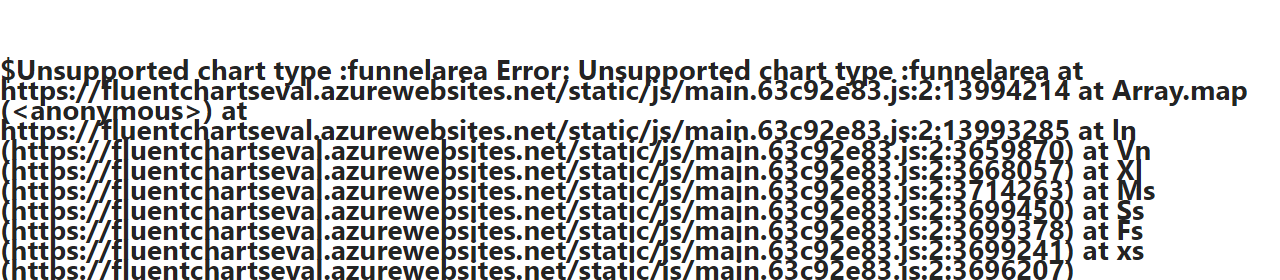 $Unsupported chart type :funnelarea Error: Unsupported chart type :funnelarea at
https://fluentchartseval.azurewebsites.net/static/js/main.63c92e83.js:2:13994214 at Array.map
(<anonymous>) at
https://fluentchartseval.azurewebsites.net/static/js/main.63c92e83.js:2:13993285 at ln
(https://fluentchartseval.azurewebsites.net/static/js/main.63c92e83.js:2:3659870) at Vn
(https://fluentchartseval.azurewebsites.net/static/js/main.63c92e83.js:2:3668057) at Xl
(https://fluentchartseval.azurewebsites.net/static/js/main.63c92e83.js:2:3714263) at Ms
(https://fluentchartseval.azurewebsites.net/static/js/main.63c92e83.js:2:3699450) at Ss
(https://fluentchartseval.azurewebsites.net/static/js/main.63c92e83.js:2:3699378) at Fs
(https://fluentchartseval.azurewebsites.net/static/js/main.63c92e83.js:2:3699241) at xs
(https://fluentchartseval.azurewebsites.net/static/js/main.63c92e83.js:2:3696207)